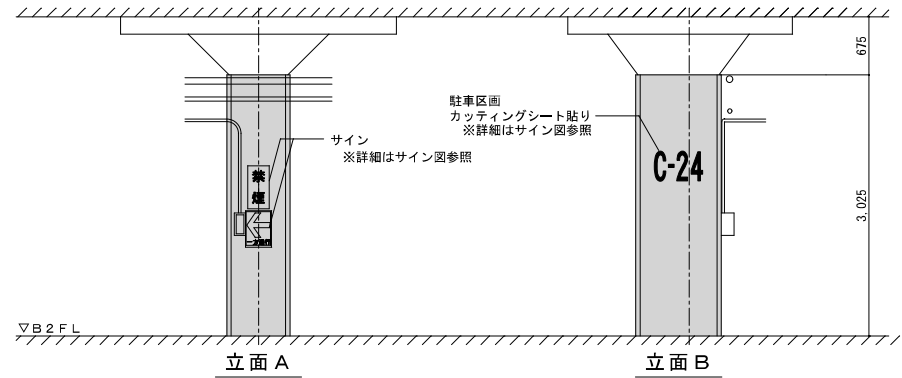 675
駐車区画
カッティングシート貼り
※詳細はサイン図参照
サイン
※詳細はサイン図参照
禁
煙
C-24
3,025
▽B2FL
立面A
立面B